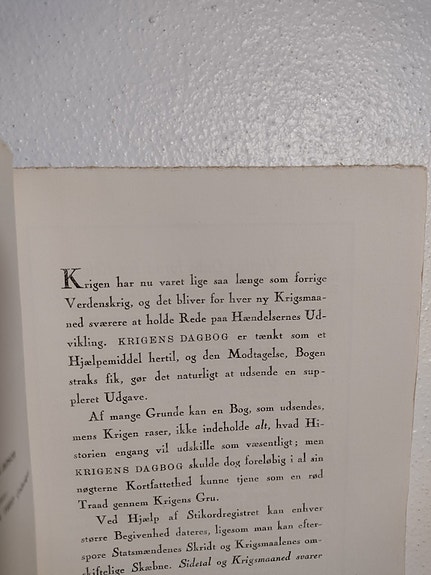 Krigen har nu varet lige saa længe som forrige
Verdenskrig, og det bliver for hver ny Krigsmaa-
ned sværere at holde Rede paa Hændelsernes Ud-
vikling. KRIGENS DAGBOG er tænkt som et
Hjælpemiddel hertil, og den Modtagelse, Bogen
straks fik, gør det naturligt at udsende en sup-
pleret Udgave.
Af mange Grunde kan en Bog, som udsendes,
mens Krigen raser, ikke indeholde alt, hvad Hi-
storien engang vil udskille som væsentligt; men
KRIGENS DAGBOG skulde dog foreløbig i al sin
nøgterne Kortfattethed kunne tjene som en rød
Traad gennem Krigens Gru.
Ved Hjælp af Stikordregistret kan enhver
større Begivenhed dateres, ligesom man kan efter-
spore Statsmændenes Skridt og Krigsmaalenes om-
skiftelige Skæbne. Sidetal og Krigsmaaned svarer